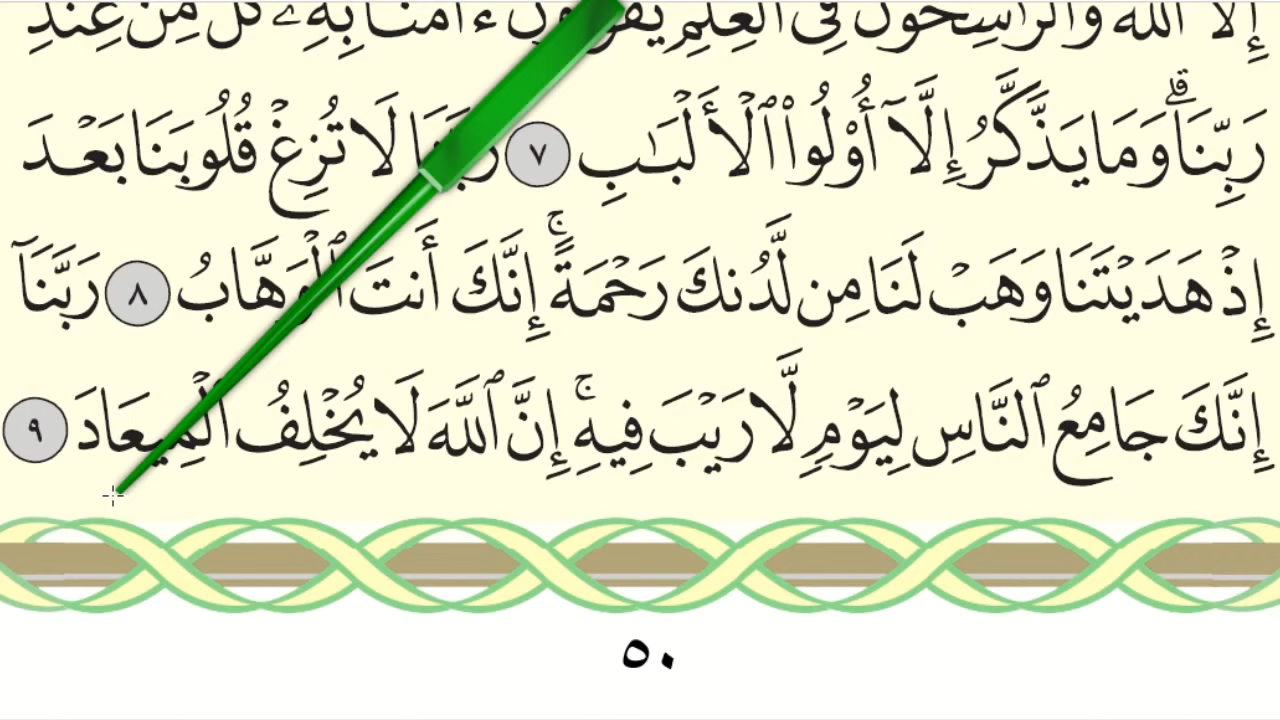 إِلَّا ٱللَّهُ وَٱلرَّٰسِخُونَ فِى ٱلْعِلْمِ يَقُولُونَ ءَامَنَّا بِهِۦ كُلٌّ مِّنْ عِندِ
رَبِّنَا ۗ وَمَا يَذَّكَّرُ إِلَّآ أُو۟لُوا۟ ٱلْأَلْبَـٰبِ ٧ رَبَّنَا لَا تُزِغْ قُلُوبَنَا بَعْدَ
إِذْ هَدَيْتَنَا وَهَبْ لَنَا مِن لَّدُنكَ رَحْمَةً ۚ إِنَّكَ أَنتَ ٱلْوَهَّابُ ٨ رَبَّنَآ
إِنَّكَ جَامِعُ ٱلنَّاسِ لِيَوْمٍ لَّا رَيْبَ فِيهِ ۚ إِنَّ ٱللَّهَ لَا يُخْلِفُ ٱلْمِيعَادَ ٩
٥٠